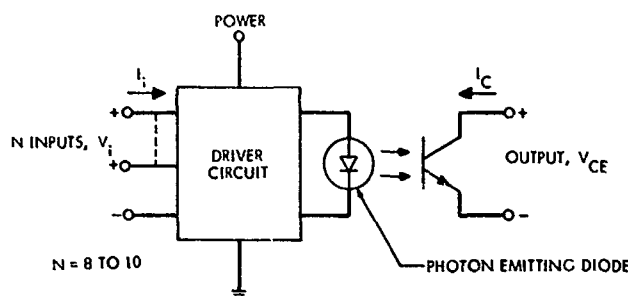 POWER
I_i
I_C
+
+
N INPUTS, V_i
+
DRIVER
CIRCUIT
OUTPUT, V_CE
-
-
N = 8 TO 10
PHOTON EMITTING DIODE